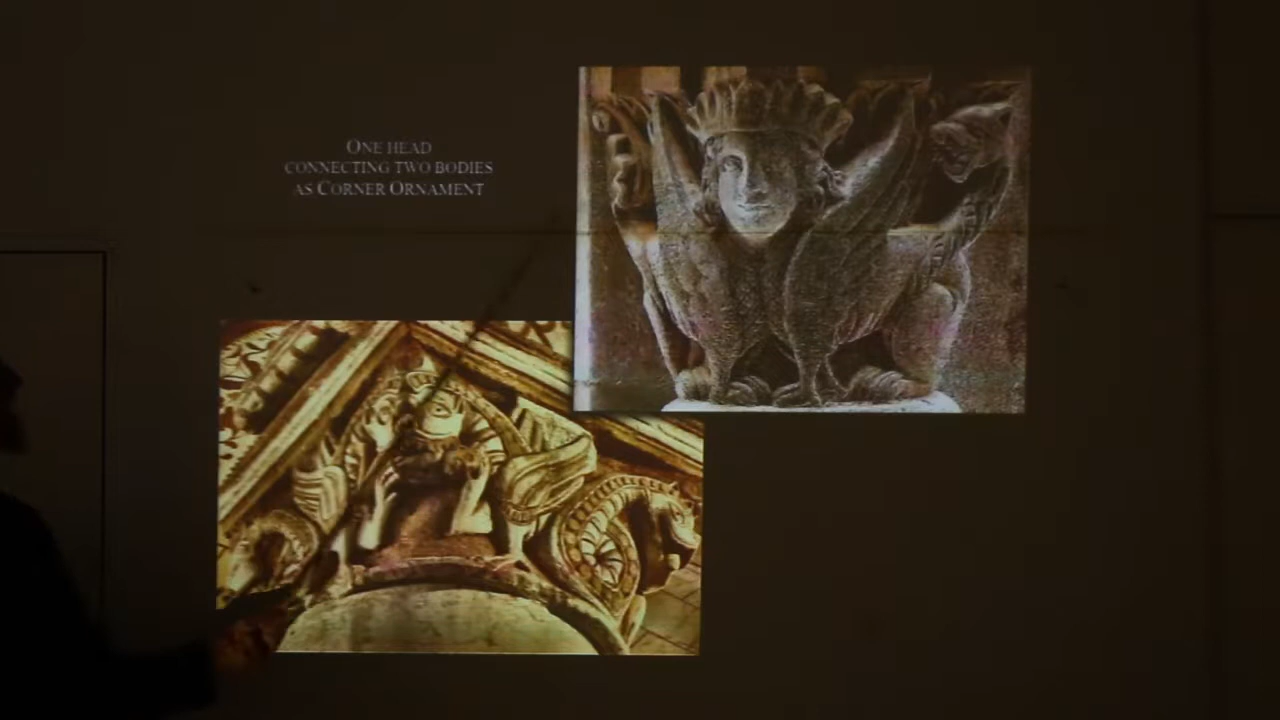 ONE HEAD
CONNECTING TWO BODIES
AS CORNER ORNAMENT